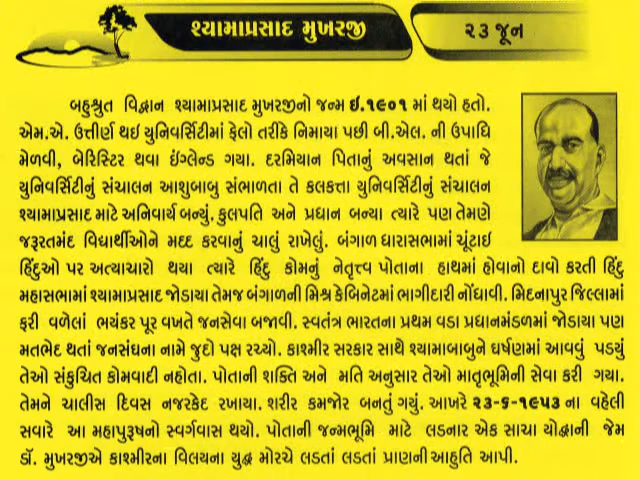 શ્યામાપ્રસાદ મુખરજી
૨૩ જૂન
બહુશ્રુત વિદ્વાન શ્યામાપ્રસાદ મુખરજીનો જન્મ ઇ.૧૯૦૧ માં થયો હતો.
એમ.એ. ઉત્તીર્ણ થઇ યુનિવર્સિટીમાં ફેલો તરીકે નિમાયા પછી બી.એલ. ની ઉપાધિ
મેળવી, બેરિસ્ટિર થવા ઈંગ્લેન્ડ ગયા. દરમિયાન પિતાનું અવસાન થતાં જે
યુનિવર્સિટીનું સંચાલન આશુબાબુ સંભાળતા તે કલકત્તા યુનિવર્સિટીનું સંચાલન
શ્યામાપ્રસાદ માટે અનિવાર્ય બન્યું. કુલપતિ અને પ્રધાન બન્યા ત્યારે પણ તેમણે
જરૂરતમંદ વિદ્યાર્થીઓને મદદ કરવાનું ચાલું રાખેલું. બંગાળ ધારાસભામાં ચૂંટાઇ
હિંદુઓ પર અત્યાચારો થયા ત્યારે હિંદુ કોમનું નેતૃત્ત્વ પોતાના હાથમાં હોવાનો દાવો કરતી હિંદુ
મહાસભામાં શ્યામાપ્રસાદ જોડાયા તેમજ બંગાળની મિશ્ર કેબિનેટમાં ભાગીદારી નોંધાવી. મિદનાપુર જિલ્લામાં
ફરી વળેલાં ભયંકર પૂર વખતે જનસેવા બજાવી. સ્વતંત્ર ભારતના પ્રથમ વડા પ્રધાનમંડળમાં જોડાયા પણ
મતભેદ થતાં જનસંઘના નામે જુદો પક્ષ રચ્યો. કાશ્મીર સરકાર સાથે શ્યામાબાબુને ઘર્ષણમાં આવવું પડયું
તેઓ સંકુચિત કોમવાદી નહોતા. પોતાની શક્તિ અને મતિ અનુસાર તેઓ માતૃભૂમિની સેવા કરી ગયા.
તેમને ચાલીસ દિવસ નજરકેદ રખાયા. શરીર કમજોર બનતું ગયું. આખરે ૨૩-૬-૧૯૫૩ ના વહેલી
સવારે આ મહાપુરૂષનો સ્વર્ગવાસ થયો. પોતાની જન્મભૂમિ માટે લડનાર એક સાચા યોદ્ધાની જેમ
ડૉ. મુખરજીએ કાશ્મીરના વિલયના યુદ્ધ મોરચે લડતાં લડતાં પ્રાણની આહુતિ આપી.